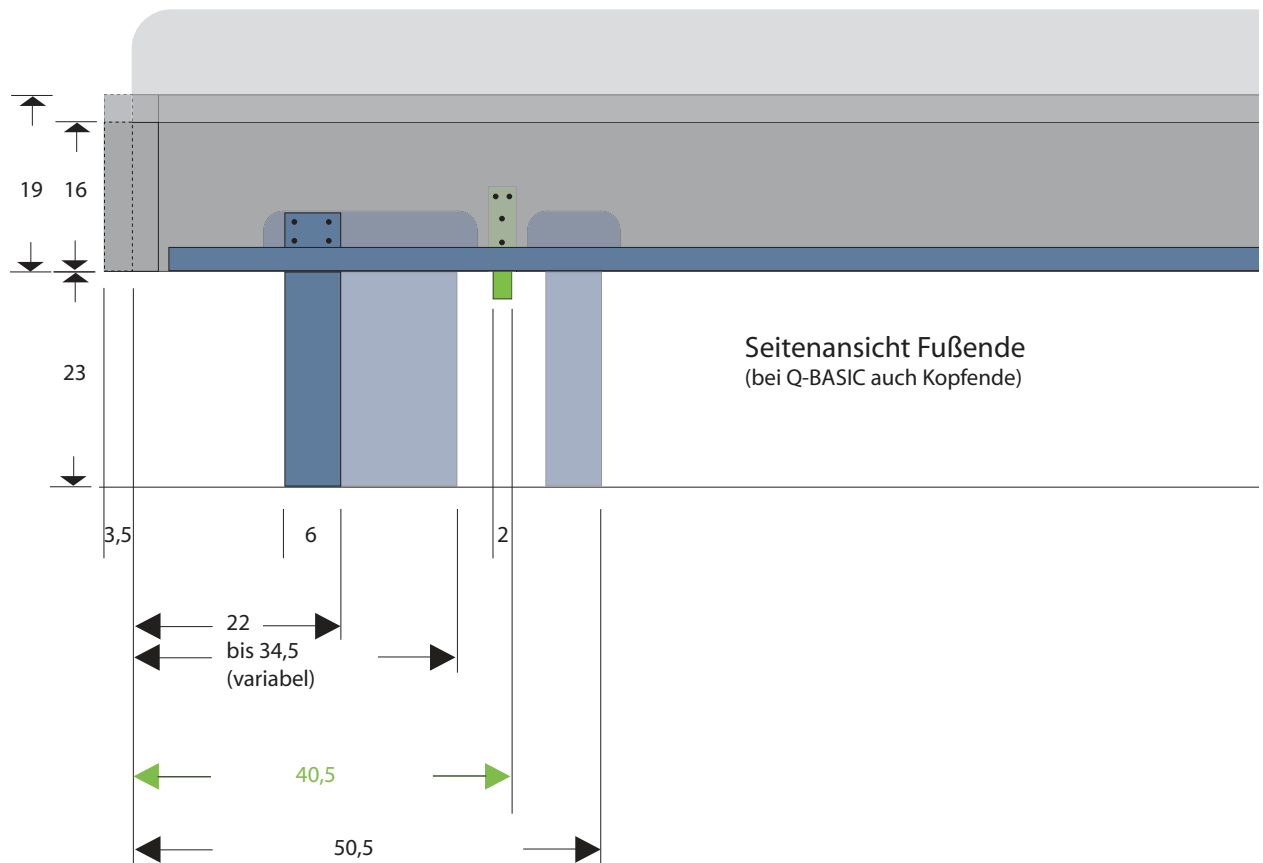 19
16
23
Seitenansicht Fußende
(bei Q-BASIC auch Kopfende)
3,5
6
2
22
bis 34,5
(variabel)
40,5
50,5